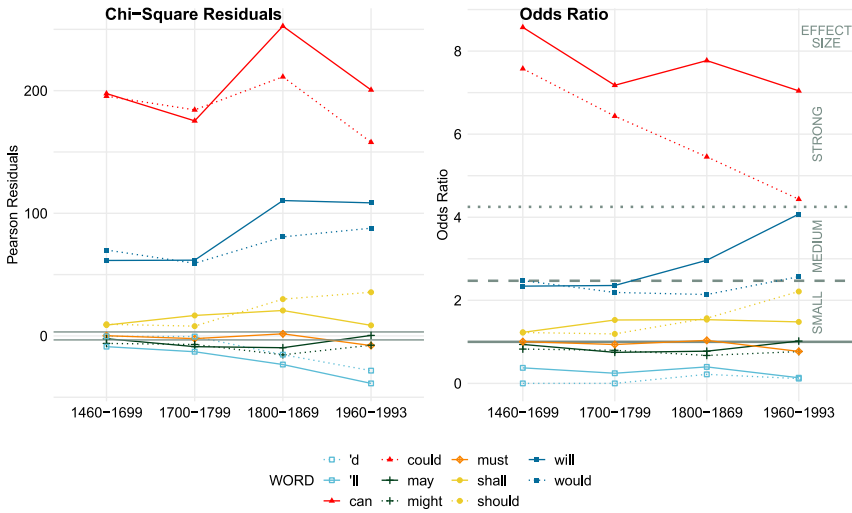 Chi−Square Residuals
Pearson Residuals
200
100
0
1460−1699 1700−1799 1800−1869 1960−1993
Odds Ratio
Odds Ratio
8
6
4
2
0
EFFECT
SIZE
STRONG
MEDIUM
SMALL
1460−1699 1700−1799 1800−1869 1960−1993
WORD
'd could must will
'll may shall would
can might should